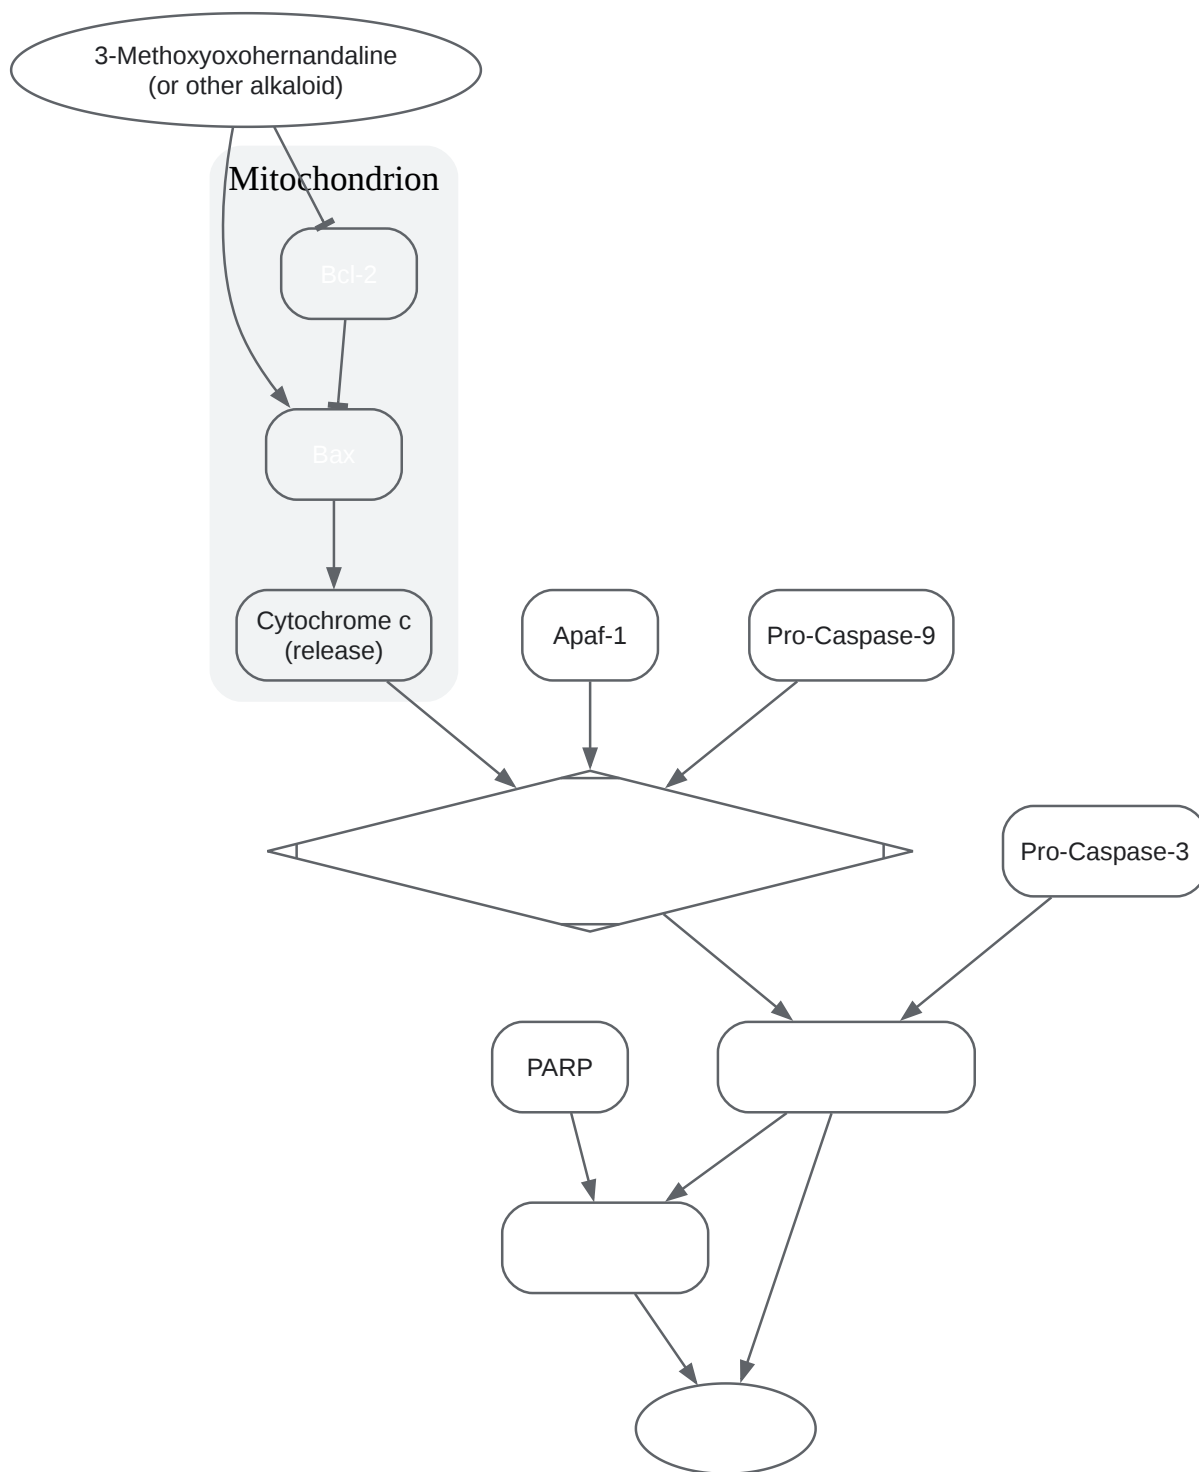 3-Methoxyoxohernandaline
(or other alkaloid)
Mitochondrion
Bcl-2
Bax
Cytochrome c
(release)
Apaf-1
Pro-Caspase-9
Pro-Caspase-3
PARP